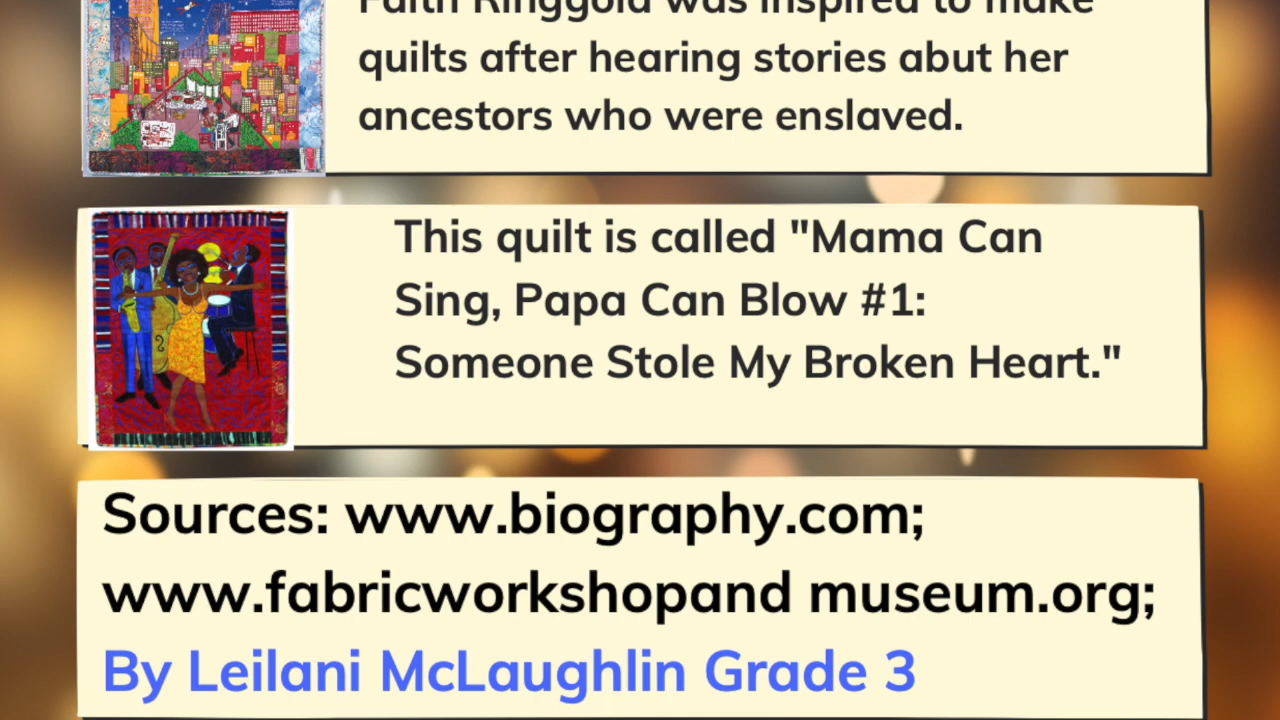 Faith Ringgold was inspired to make
quilts after hearing stories abut her
ancestors who were enslaved.
This quilt is called "Mama Can
Sing, Papa Can Blow #1:
Someone Stole My Broken Heart."
Sources: www.biography.com;
www.fabricworkshopand museum.org;
By Leilani McLaughlin Grade 3